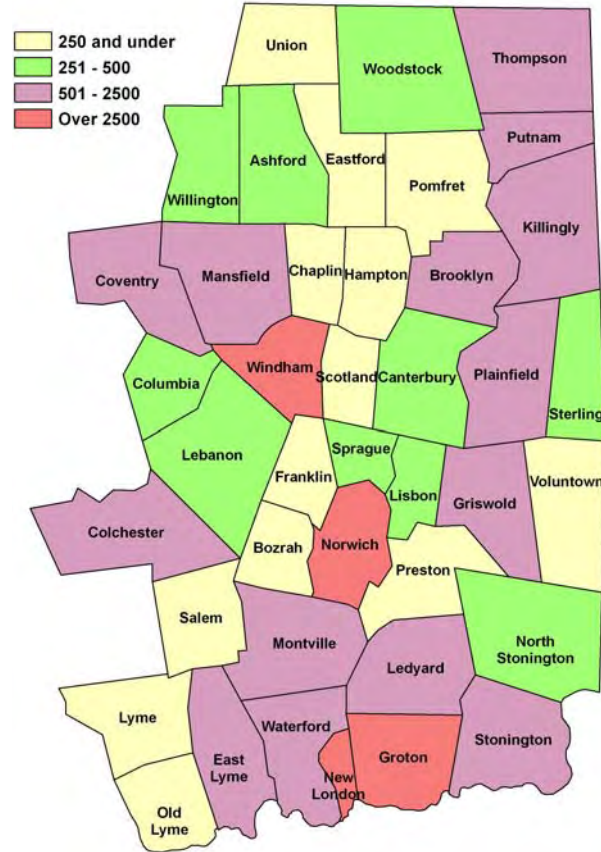 250 and under
251 - 500
501 - 2500
Over 2500
Union
Woodstock
Thompson
Putnam
Willington
Ashford
Eastford
Pomfret
Killingly
Coventry
Mansfield
Chaplin
Hampton
Brooklyn
Windham
Scotland
Canterbury
Plainfield
Sterling
Columbia
Lebanon
Franklin
Sprague
Lisbon
Griswold
Voluntown
Colchester
Bozrah
Norwich
Preston
Salem
Montville
Ledyard
North
Stonington
Lyme
East
Lyme
Waterford
New
London
Groton
Stonington
Old
Lyme